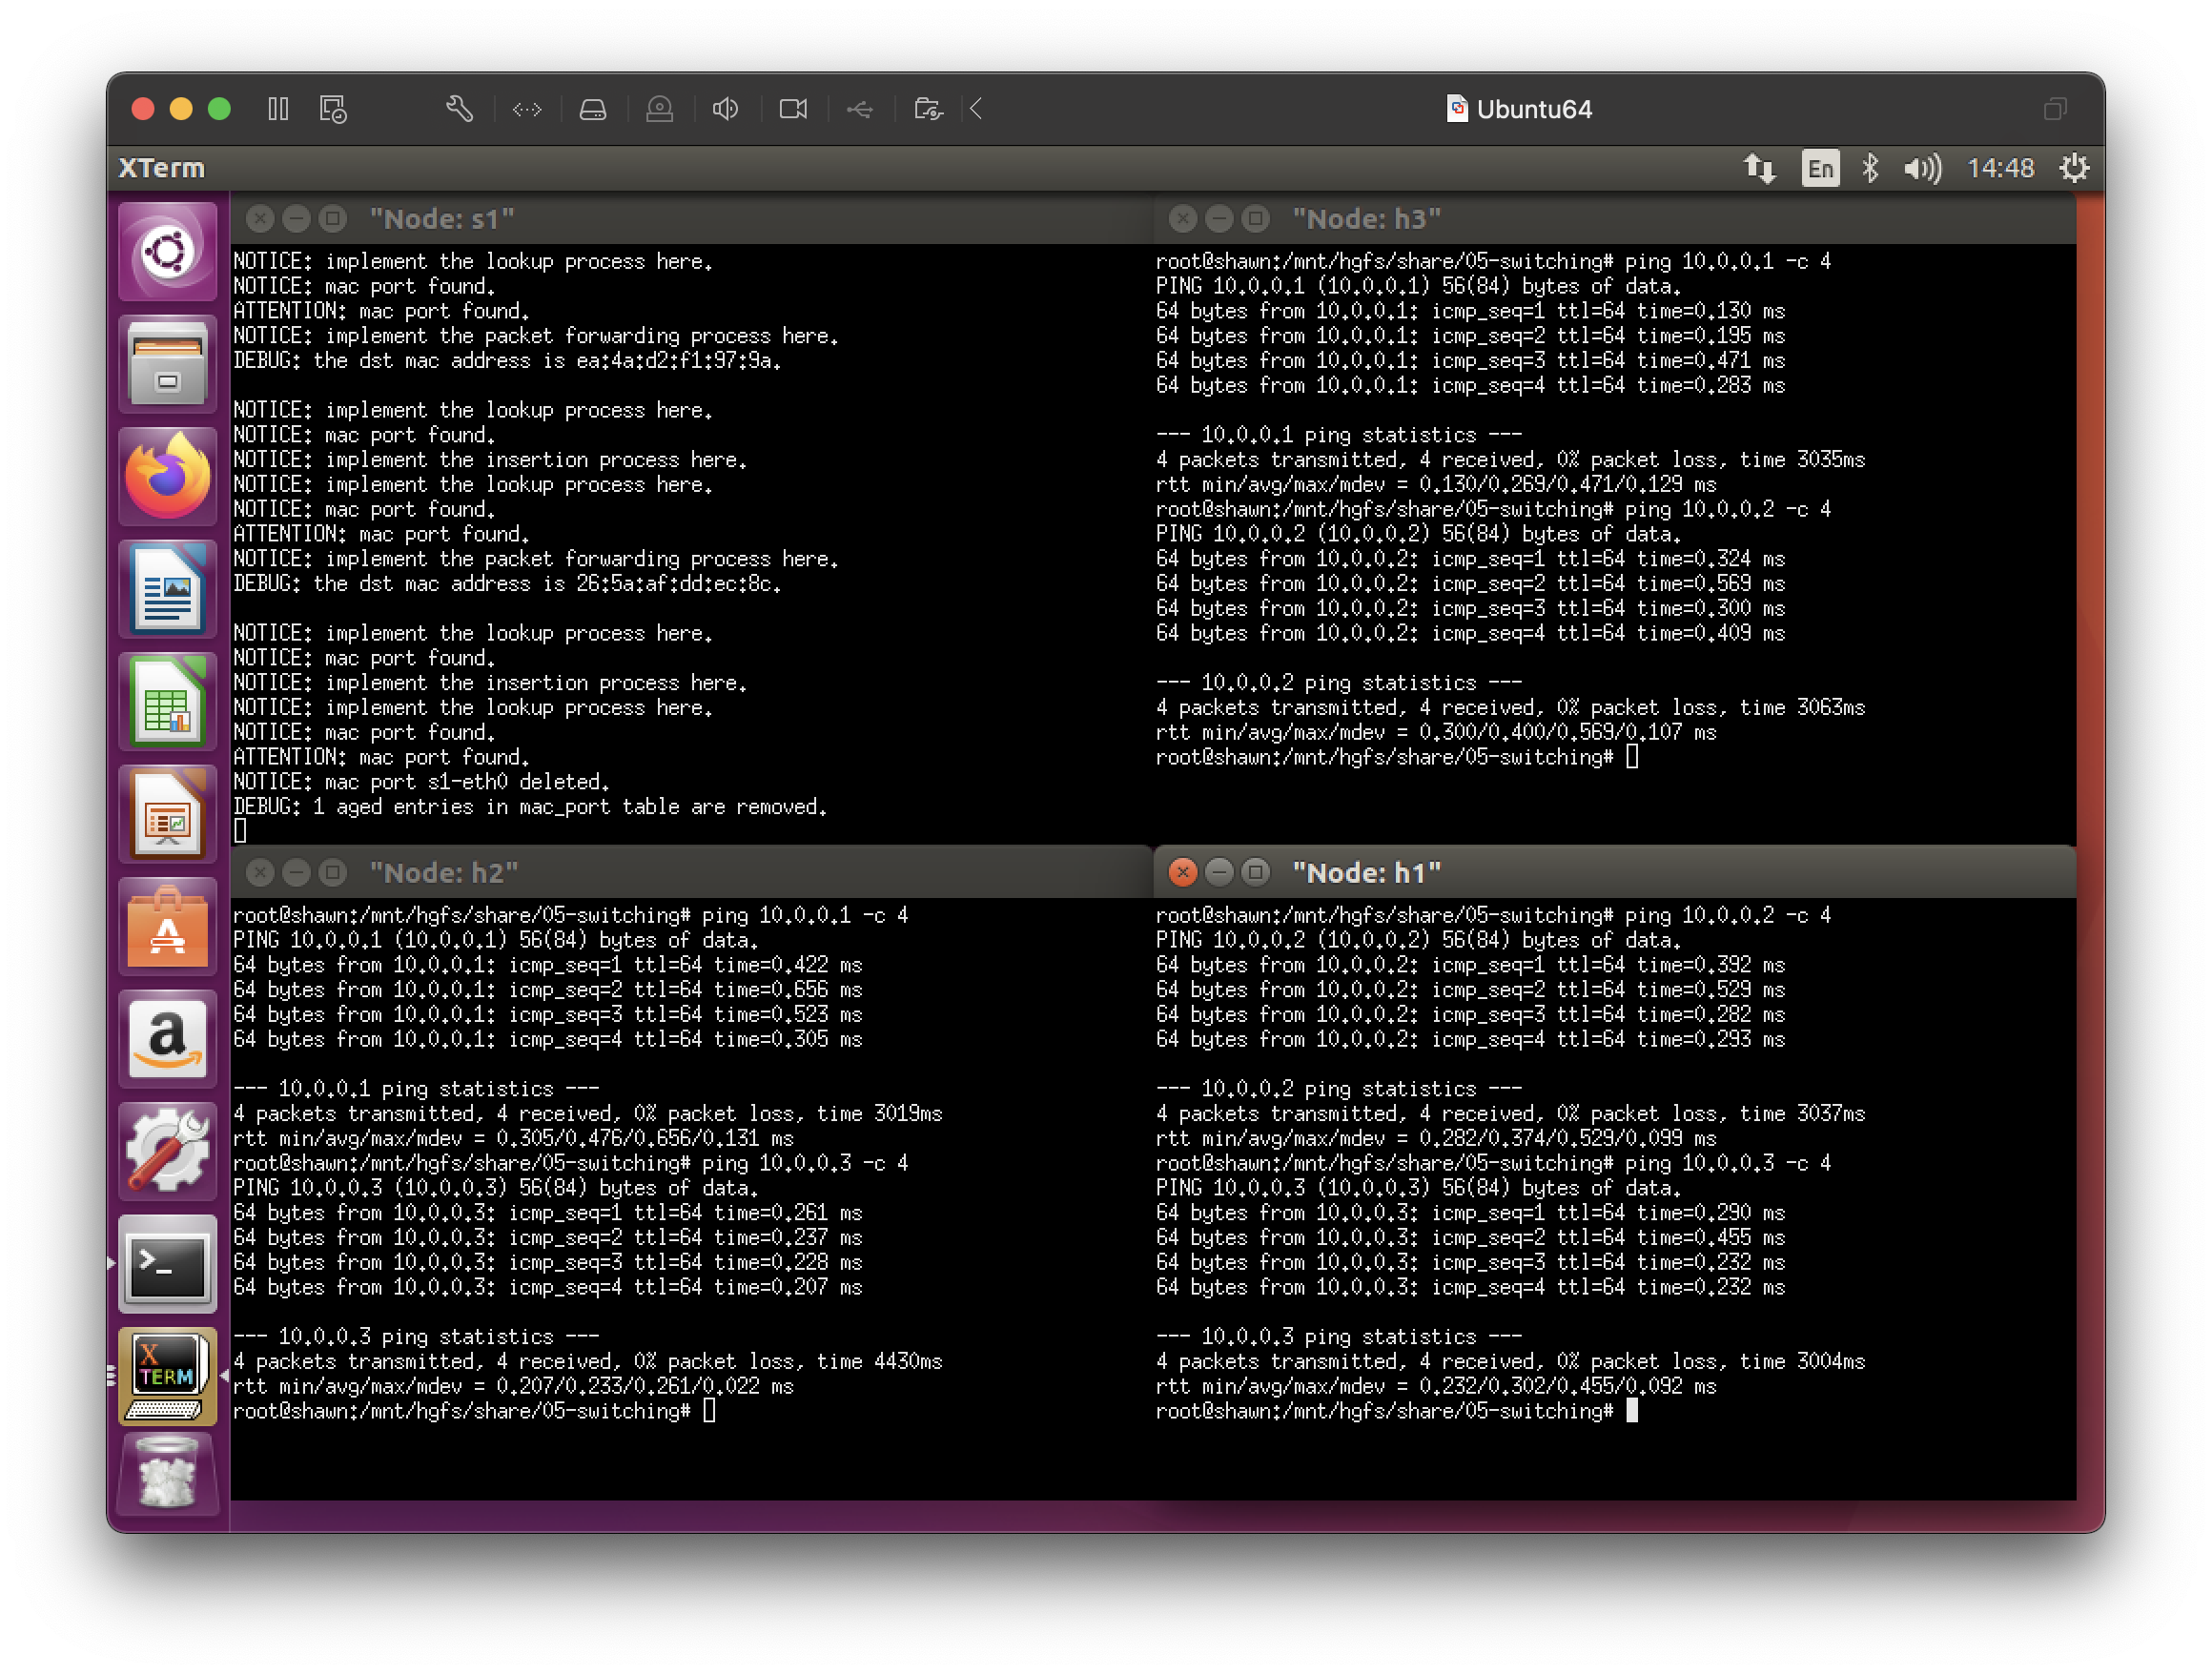 Ubuntu64
XTerm
En
14:48
"Node: s1"
NOTICE: implement the lookup process here.
NOTICE: mac port found.
ATTENTION: mac port found.
NOTICE: implement the packet forwarding process here.
DEBUG: the dst mac address is ea:4a:d2:f1:97:9a.
NOTICE: implement the lookup process here.
NOTICE: mac port found.
NOTICE: implement the insertion process here.
NOTICE: implement the lookup process here.
NOTICE: mac port found.
ATTENTION: mac port found.
NOTICE: implement the packet forwarding process here.
DEBUG: the dst mac address is 26:5a:af:dd:ec:8c.
NOTICE: implement the lookup process here.
NOTICE: mac port found.
NOTICE: implement the insertion process here.
NOTICE: implement the lookup process here.
NOTICE: mac port found.
ATTENTION: mac port found.
NOTICE: mac port s1-eth0 deleted.
DEBUG: 1 aged entries in mac_port table are removed.
"Node: h3"
root@shawn:/mnt/hgfs/share/05-switching# ping 10.0.0.1 -c 4
PING 10.0.0.1 (10.0.0.1) 56(84) bytes of data.
64 bytes from 10.0.0.1: icmp_seq=1 ttl=64 time=0.130 ms
64 bytes from 10.0.0.1: icmp_seq=2 ttl=64 time=0.195 ms
64 bytes from 10.0.0.1: icmp_seq=3 ttl=64 time=0.471 ms
64 bytes from 10.0.0.1: icmp_seq=4 ttl=64 time=0.283 ms
--- 10.0.0.1 ping statistics ---
4 packets transmitted, 4 received, 0% packet loss, time 3035ms
rtt min/avg/max/mdev = 0.130/0.269/0.471/0.129 ms
root@shawn:/mnt/hgfs/share/05-switching# ping 10.0.0.2 -c 4
PING 10.0.0.2 (10.0.0.2) 56(84) bytes of data.
64 bytes from 10.0.0.2: icmp_seq=1 ttl=64 time=0.324 ms
64 bytes from 10.0.0.2: icmp_seq=2 ttl=64 time=0.569 ms
64 bytes from 10.0.0.2: icmp_seq=3 ttl=64 time=0.300 ms
64 bytes from 10.0.0.2: icmp_seq=4 ttl=64 time=0.409 ms
--- 10.0.0.2 ping statistics ---
4 packets transmitted, 4 received, 0% packet loss, time 3063ms
rtt min/avg/max/mdev = 0.300/0.400/0.569/0.107 ms
root@shawn:/mnt/hgfs/share/05-switching#
"Node: h2"
root@shawn:/mnt/hgfs/share/05-switching# ping 10.0.0.1 -c 4
PING 10.0.0.1 (10.0.0.1) 56(84) bytes of data.
64 bytes from 10.0.0.1: icmp_seq=1 ttl=64 time=0.422 ms
64 bytes from 10.0.0.1: icmp_seq=2 ttl=64 time=0.656 ms
64 bytes from 10.0.0.1: icmp_seq=3 ttl=64 time=0.523 ms
64 bytes from 10.0.0.1: icmp_seq=4 ttl=64 time=0.305 ms
--- 10.0.0.1 ping statistics ---
4 packets transmitted, 4 received, 0% packet loss, time 3019ms
rtt min/avg/max/mdev = 0.305/0.476/0.656/0.131 ms
root@shawn:/mnt/hgfs/share/05-switching# ping 10.0.0.3 -c 4
PING 10.0.0.3 (10.0.0.3) 56(84) bytes of data.
64 bytes from 10.0.0.3: icmp_seq=1 ttl=64 time=0.261 ms
64 bytes from 10.0.0.3: icmp_seq=2 ttl=64 time=0.237 ms
64 bytes from 10.0.0.3: icmp_seq=3 ttl=64 time=0.228 ms
64 bytes from 10.0.0.3: icmp_seq=4 ttl=64 time=0.207 ms
--- 10.0.0.3 ping statistics ---
4 packets transmitted, 4 received, 0% packet loss, time 4430ms
rtt min/avg/max/mdev = 0.207/0.233/0.261/0.022 ms
root@shawn:/mnt/hgfs/share/05-switching#
"Node: h1"
root@shawn:/mnt/hgfs/share/05-switching# ping 10.0.0.2 -c 4
PING 10.0.0.2 (10.0.0.2) 56(84) bytes of data.
64 bytes from 10.0.0.2: icmp_seq=1 ttl=64 time=0.392 ms
64 bytes from 10.0.0.2: icmp_seq=2 ttl=64 time=0.529 ms
64 bytes from 10.0.0.2: icmp_seq=3 ttl=64 time=0.282 ms
64 bytes from 10.0.0.2: icmp_seq=4 ttl=64 time=0.293 ms
--- 10.0.0.2 ping statistics ---
4 packets transmitted, 4 received, 0% packet loss, time 3037ms
rtt min/avg/max/mdev = 0.282/0.374/0.529/0.099 ms
root@shawn:/mnt/hgfs/share/05-switching# ping 10.0.0.3 -c 4
PING 10.0.0.3 (10.0.0.3) 56(84) bytes of data.
64 bytes from 10.0.0.3: icmp_seq=1 ttl=64 time=0.290 ms
64 bytes from 10.0.0.3: icmp_seq=2 ttl=64 time=0.455 ms
64 bytes from 10.0.0.3: icmp_seq=3 ttl=64 time=0.232 ms
64 bytes from 10.0.0.3: icmp_seq=4 ttl=64 time=0.232 ms
--- 10.0.0.3 ping statistics ---
4 packets transmitted, 4 received, 0% packet loss, time 3004ms
rtt min/avg/max/mdev = 0.232/0.302/0.455/0.092 ms
root@shawn:/mnt/hgfs/share/05-switching#
X
TERM